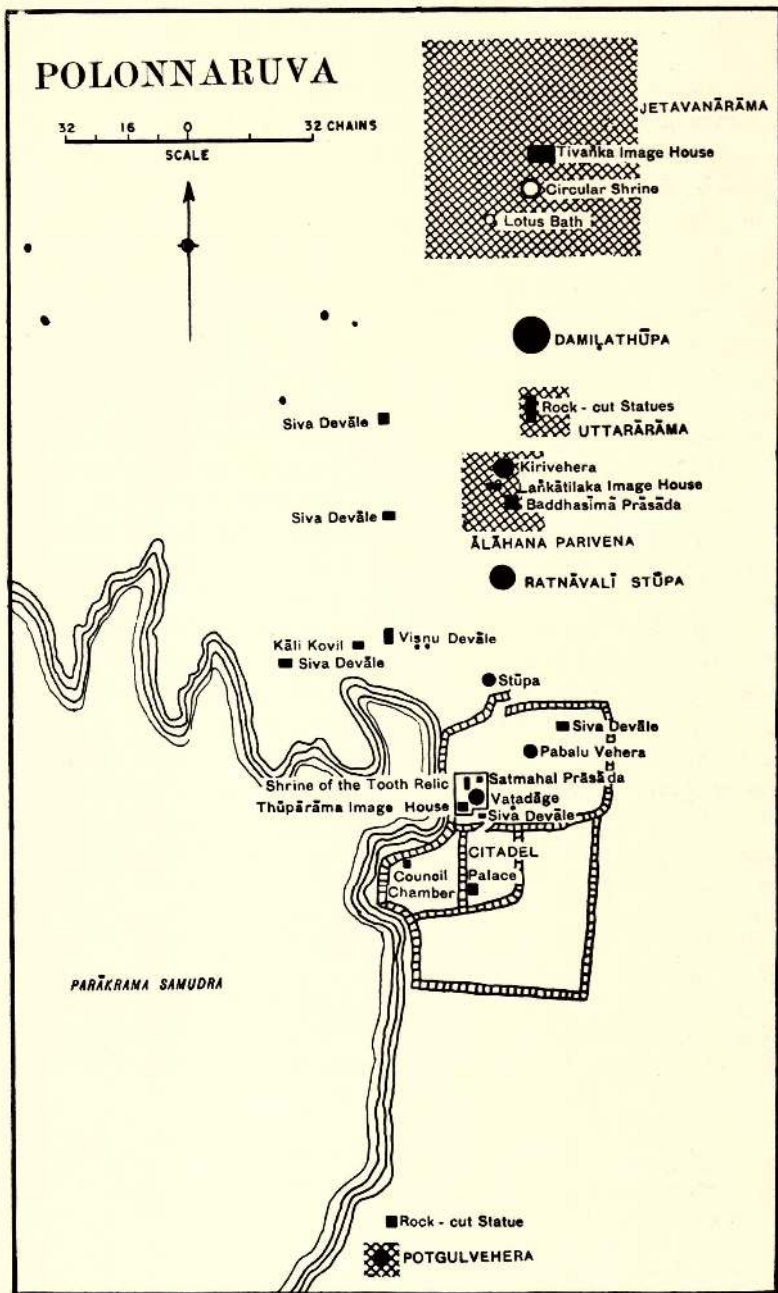 POLONNARUVA
32 16 0 32 CHAINS
SCALE
JETAVANĀRĀMA
Tivaṅka Image House
Circular Shrine
Lotus Bath
DAMIḶATHŪPA
Siva Devāle
Rock - cut Statues
UTTARĀRĀMA
Kirivehera
Laṅkātilaka Image House
Baddhasīmā Prāsāda
Siva Devāle
ĀLĀHANA PARIVENA
RATNĀVALĪ STŪPA
Kāli Kovil
Viṣṇu Devāle
Siva Devāle
Stūpa
Siva Devāle
Pabalu Vehera
Shrine of the Tooth Relic
Satmahal Prāsāda
Thūpārāma Image House
Vaṭadāge
Siva Devāle
CITADEL
Council
Chamber
Palace
PARĀKRAMA SAMUDRA
Rock - cut Statue
POTGULVEHERA